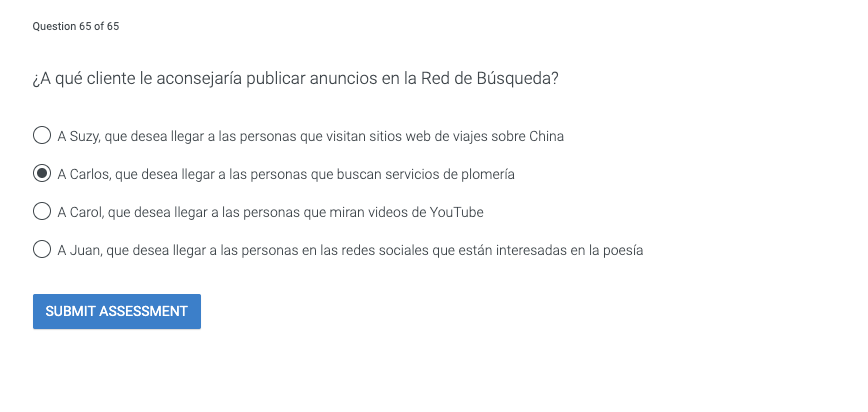 Question 65 of 65
¿A qué cliente le aconsejaría publicar anuncios en la Red de Búsqueda?
A Suzy, que desea llegar a las personas que visitan sitios web de viajes sobre China
A Carlos, que desea llegar a las personas que buscan servicios de plomería
A Carol, que desea llegar a las personas que miran videos de YouTube
A Juan, que desea llegar a las personas en las redes sociales que están interesadas en la poesía
SUBMIT ASSESSMENT